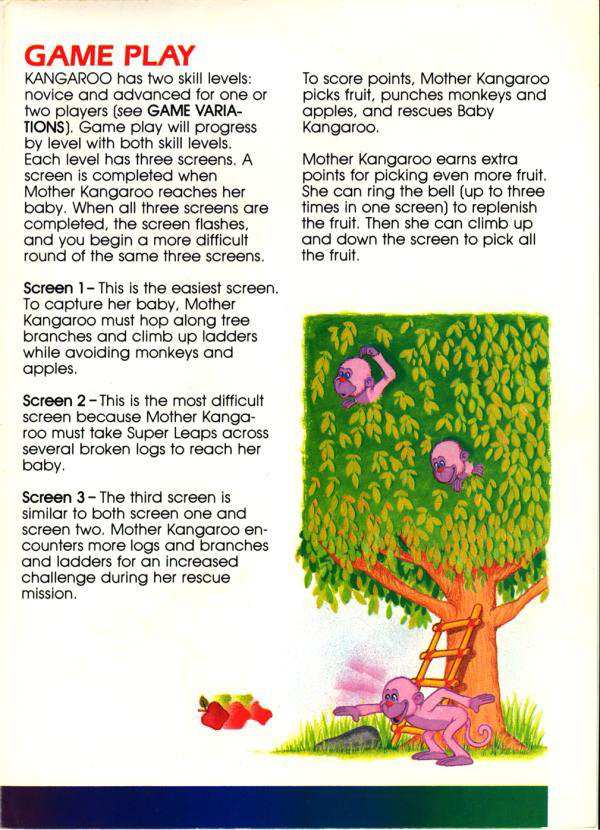 GAME PLAY
KANGAROO has two skill levels:
novice and advanced for one or
two players (see GAME VARIA-
TIONS). Game play will progress
by level with both skill levels.
Each level has three screens. A
screen is completed when
Mother Kangaroo reaches her
baby. When all three screens are
completed, the screen flashes,
and you begin a more difficult
round of the same three screens.
Screen 1 – This is the easiest screen.
To capture her baby, Mother
Kangaroo must hop along tree
branches and climb up ladders
while avoiding monkeys and
apples.
Screen 2 – This is the most difficult
screen because Mother Kanga-
roo must take Super Leaps across
several broken logs to reach her
baby.
Screen 3 – The third screen is
similar to both screen one and
screen two. Mother Kangaroo en-
counters more logs and branches
and ladders for an increased
challenge during her rescue
mission.
To score points, Mother Kangaroo
picks fruit, punches monkeys and
apples, and rescues Baby
Kangaroo.
Mother Kangaroo earns extra
points for picking even more fruit.
She can ring the bell (up to three
times in one screen) to replenish
the fruit. Then she can climb up
and down the screen to pick all
the fruit.